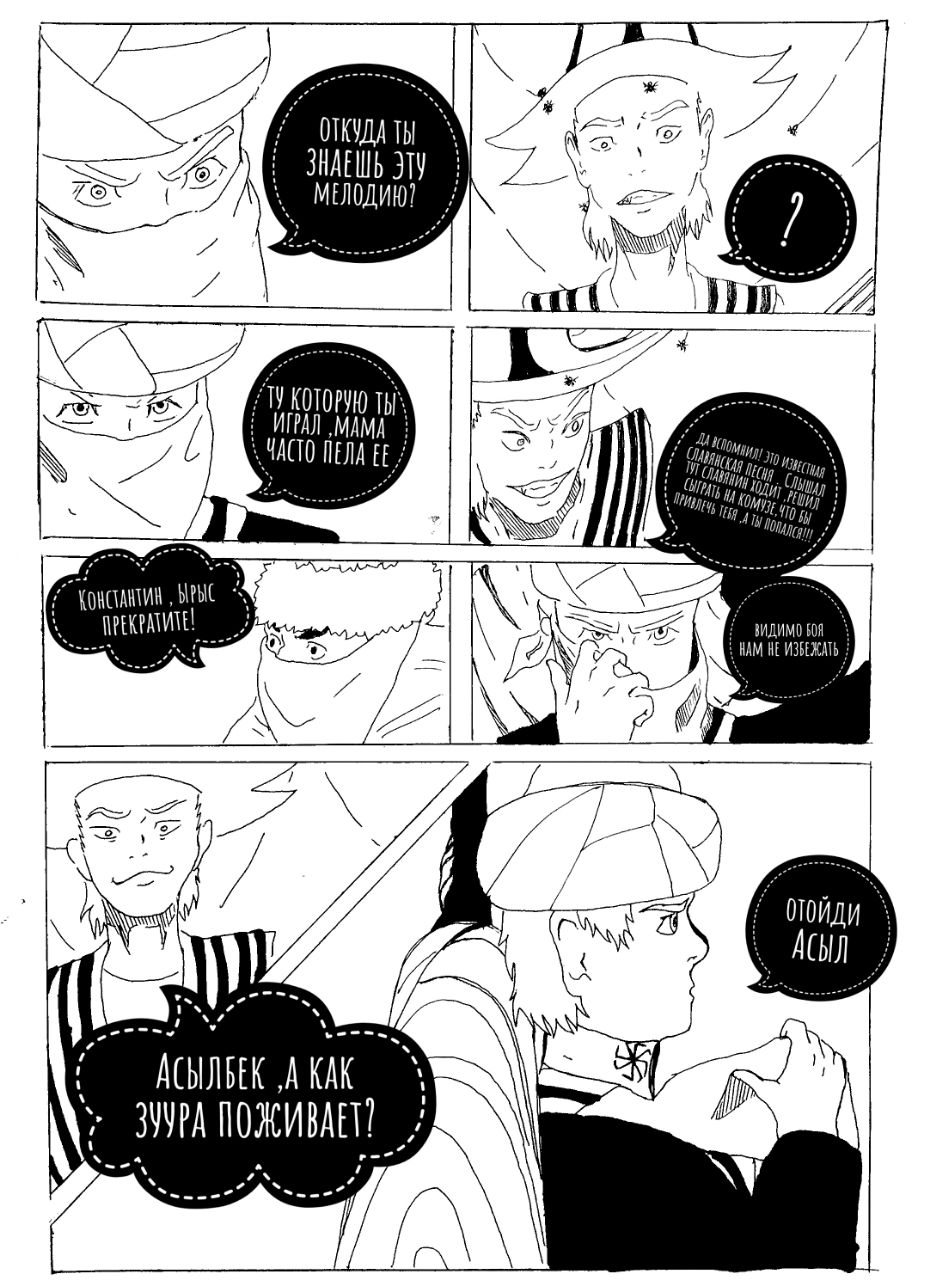 ОТКУДА ТЫ
ЗНАЕШЬ ЭТУ
МЕЛОДИЮ?
?
ТУ КОТОРУЮ ТЫ
ИГРАЛ ,МАМА
ЧАСТО ПЕЛА ЕЕ
ДА ВСПОМНИЛ! ЭТО ИЗВЕСТНАЯ
СЛАВЯНСКАЯ ПЕСНЯ , СЛЫШАЛ
ТУТ СЛАВЯНИН ХОДИТ ,РЕШИЛ
СЫГРАТЬ НА КОМУЗЕ,ЧТО БЫ
ПРИВЛЕЧЬ ТЕБЯ ,А ТЫ ПОПАЛСЯ!!!
КОНСТАНТИН , ЫРЫС
ПРЕКРАТИТЕ!
ВИДИМО БОЯ
НАМ НЕ ИЗБЕЖАТЬ
АСЫЛБЕК ,А КАК
ЗУУРА ПОЖИВАЕТ?
ОТОЙДИ
АСЫЛ